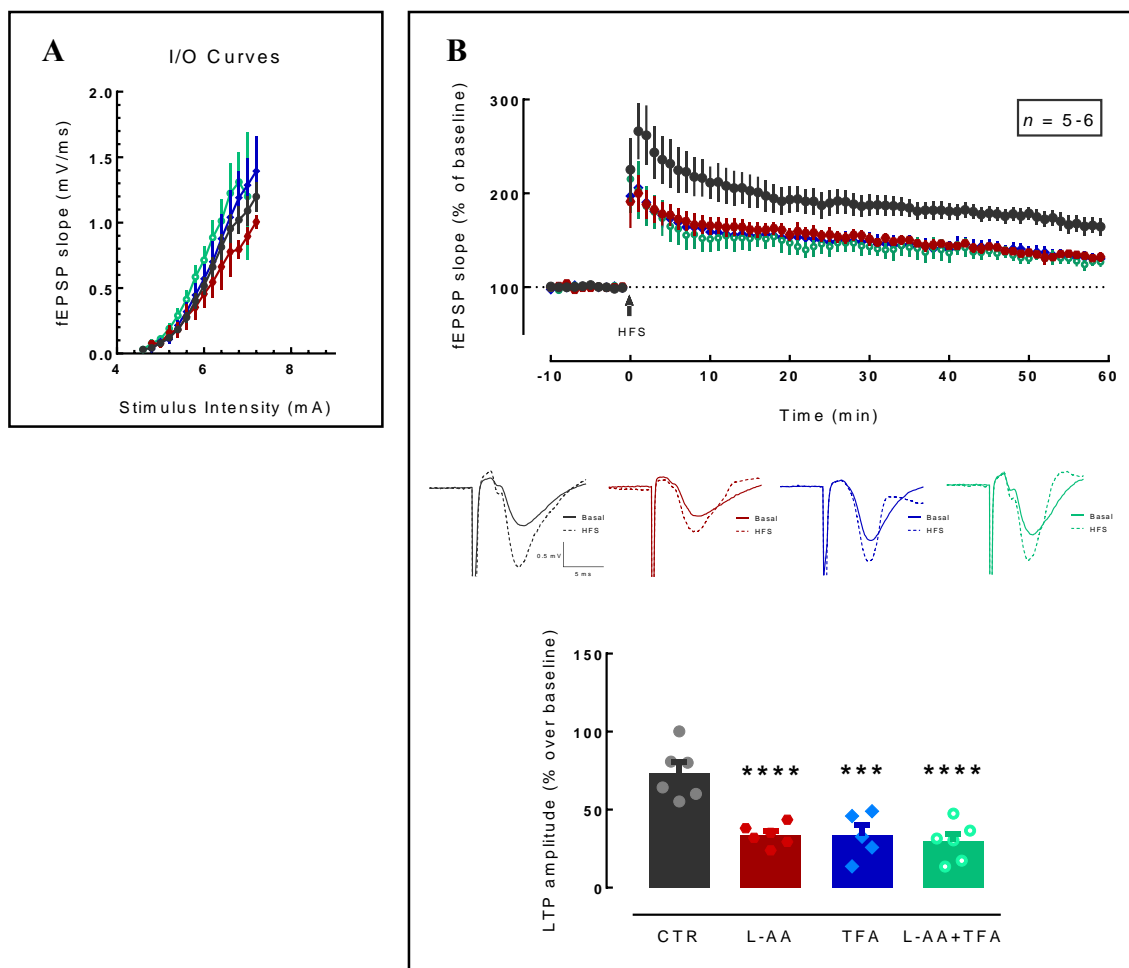 A
I/O Curves
fEPSP slope (mV/ms)
2.0
1.5
1.0
0.5
0.0
4 6 8
Stimulus Intensity (mA)
B
fEPSP slope (% of baseline)
300
200
100
n = 5-6
HFS
-10 0 10 20 30 40 50 60
Time (min)
Basal
HFS
0.5 mV
5 ms
Basal
HFS
Basal
HFS
Basal
HFS
LTP amplitude (% over baseline)
150
100
50
0
**** *** ****
CTR L-AA TFA L-AA+TFA